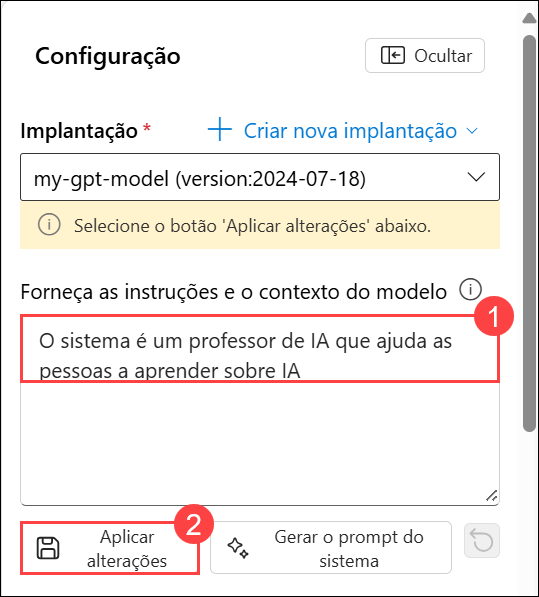 Configuração
Ocultar
Implantação *
Criar nova implantação
my-gpt-model (version:2024-07-18)
Selecione o botão 'Aplicar alterações' abaixo.
Forneça as instruções e o contexto do modelo
1
O sistema é um professor de IA que ajuda as
pessoas a aprender sobre IA
2
Aplicar
alterações
Gerar o prompt do
sistema